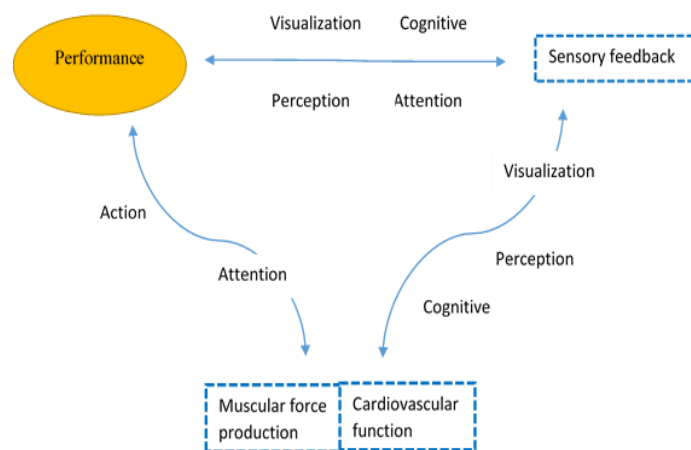 Visualization Cognitive
Performance
Sensory feedback
Perception Attention
Visualization
Action
Perception
Attention
Cognitive
Muscular force
production
Cardiovascular
function